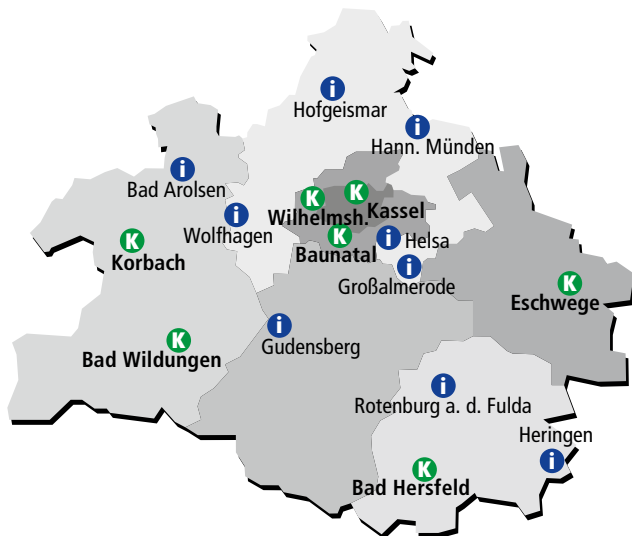 i
Hofgeismar
i
Hann. Münden
i
Bad Arolsen
K
Wilhelmsh.
K
Kassel
i
Wolfhagen
K
Korbach
K
Baunatal
i
Helsa
i
Großalmerode
K
Eschwege
i
Gudensberg
K
Bad Wildungen
i
Rotenburg a. d. Fulda
Heringen
i
K
Bad Hersfeld